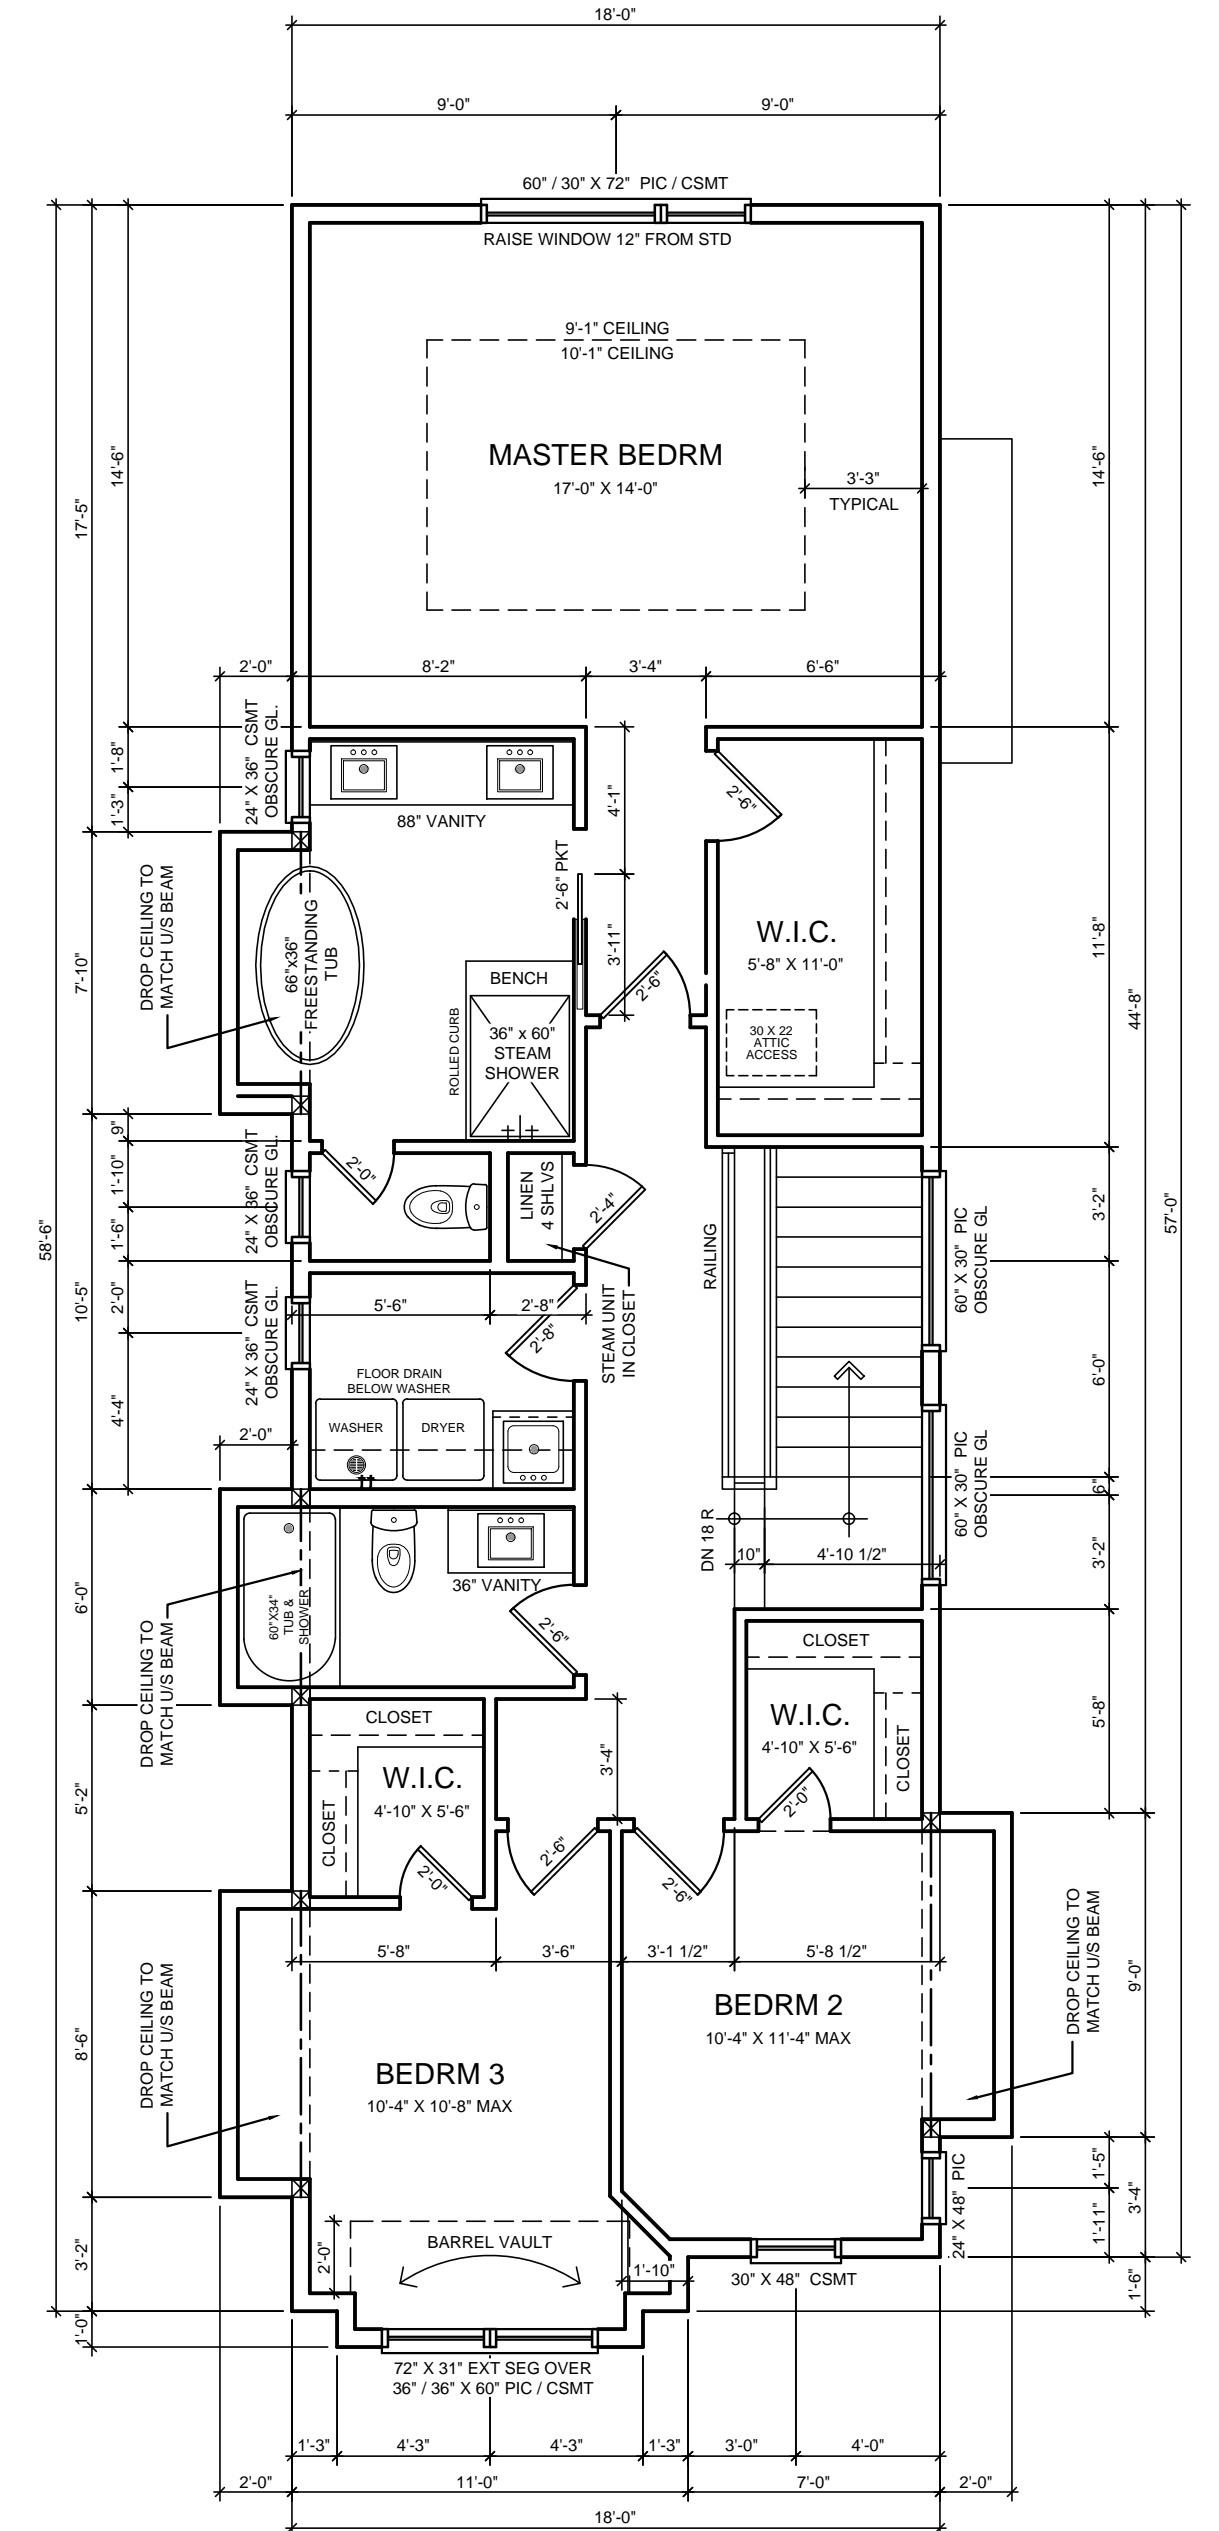 18'-0"
9'-0"
9'-0"
60" / 30" X 72" PIC / CSMT
RAISE WINDOW 12" FROM STD
9'-1" CEILING
10'-1" CEILING
MASTER BEDRM
17'-0" X 14'-0"
3'-3"
TYPICAL
14'-6"
17'-5"
14'-6"
2'-0"
8'-2"
3'-4"
6'-6"
24" X 36" CSMT
OBSCURE GL.
1'-8"
1'-3"
88" VANITY
4'-1"
2'-6"
2'-6" PKT
3'-11"
DROP CEILING TO
MATCH U/S BEAM
66"x36"
FREESTANDING
TUB
7'-10"
W.I.C.
5'-8" X 11'-0"
11'-8"
44'-8"
BENCH
2'-6"
ROLLED CURB
36" x 60"
STEAM
SHOWER
30 X 22
ATTIC
ACCESS
9"
1'-10"
1'-6"
24" X 36" CSMT
OBSCURE GL.
2'-0"
LINEN
4 SHLVS
2'-4"
RAILING
60" X 30" PIC
OBSCURE GL
3'-2"
57'-0"
58'-6"
10'-5"
2'-0"
24" X 36" CSMT
OBSCURE GL.
5'-6"
2'-8"
2'-8"
STEAM UNIT
IN CLOSET
FLOOR DRAIN
BELOW WASHER
WASHER
DRYER
4'-4"
2'-0"
6'-0"
60" X 30" PIC
OBSCURE GL
6"
DN 18 R
10"
4'-10 1/2"
3'-2"
36" VANITY
60"X34"
TUB &
SHOWER
2'-6"
6'-0"
DROP CEILING TO
MATCH U/S BEAM
CLOSET
W.I.C.
4'-10" X 5'-6"
CLOSET
2'-0"
5'-8"
CLOSET
W.I.C.
4'-10" X 5'-6"
CLOSET
2'-0"
3'-4"
5'-2"
2'-6"
2'-6"
5'-8"
3'-6"
3'-1 1/2"
5'-8 1/2"
DROP CEILING TO
MATCH U/S BEAM
9'-0"
BEDRM 2
10'-4" X 11'-4" MAX
DROP CEILING TO
MATCH U/S BEAM
8'-6"
BEDRM 3
10'-4" X 10'-8" MAX
24" X 48" PIC
1'-5"
1'-11"
3'-4"
3'-2"
2'-0"
BARREL VAULT
1'-10"
30" X 48" CSMT
1'-6"
1'-0"
72" X 31" EXT SEG OVER
36" / 36" X 60" PIC / CSMT
1'-3"
4'-3"
4'-3"
1'-3"
3'-0"
4'-0"
2'-0"
11'-0"
7'-0"
2'-0"
18'-0"